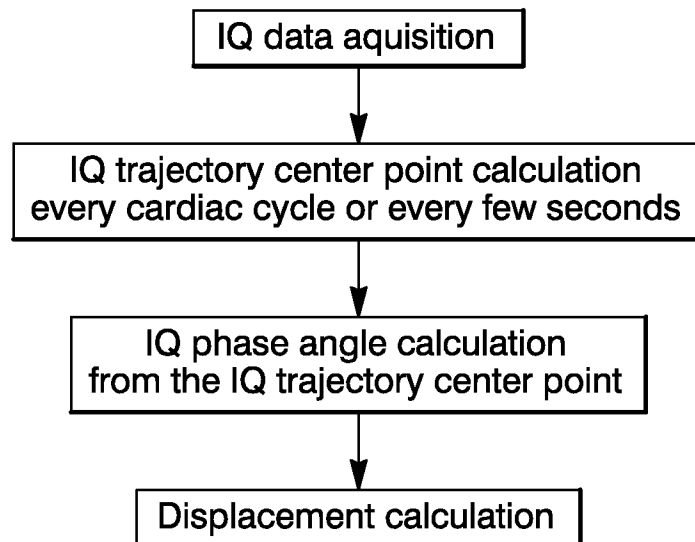 IQ data aquisition
IQ trajectory center point calculation
every cardiac cycle or every few seconds
IQ phase angle calculation
from the IQ trajectory center point
Displacement calculation